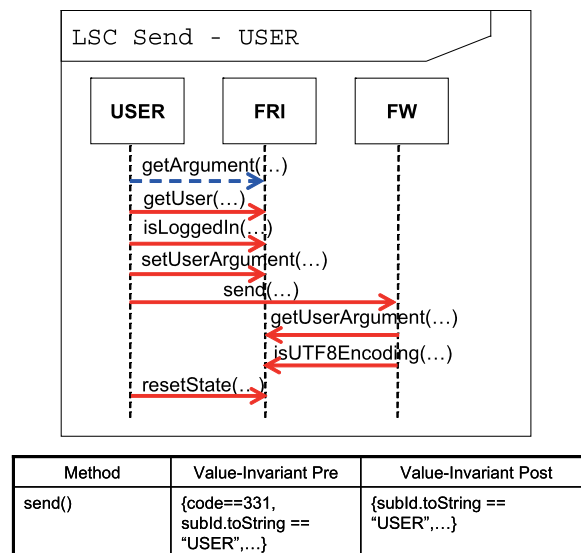 LSC Send - USER
USER FRI FW
getArgument(…)
getUser(…)
isLoggedIn(…)
setUserArgument(…)
send(…)
getUserArgument(…)
isUTF8Encoding(…)
resetState(…)
Method Value-Invariant Pre Value-Invariant Post
send() {code==331, {subId.toString ==
subId.toString == “USER”,…}
“USER”,…}